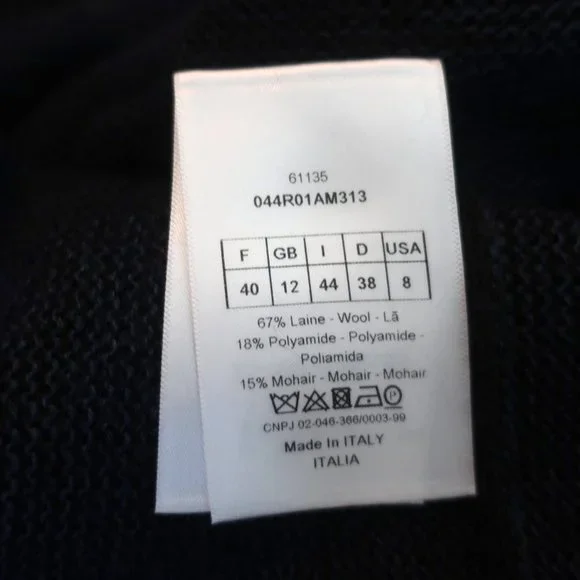 61135
044R01AM313
F GB I D USA
40 12 44 38 8
67% Laine - Wool - Lã
18% Polyamide - Polyamide -
Poliamida
15% Mohair - Mohair - Mohair
P
CNPJ 02-046-366/0003-99
Made In ITALY
ITALIA